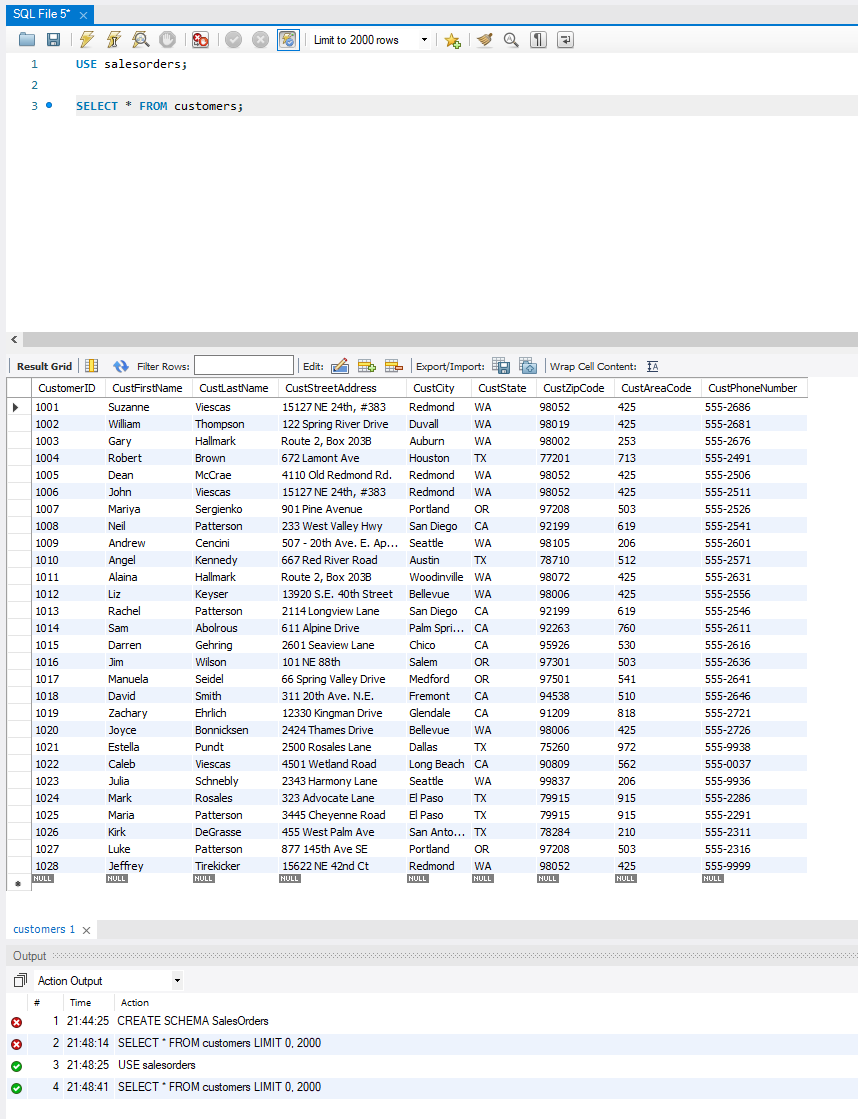 SQL File 5*
Limit to 2000 rows
1 USE salesorders;
2
3 SELECT * FROM customers;
Result Grid Filter Rows: Edit: Export/Import: Wrap Cell Content:
CustomerID CustFirstName CustLastName CustStreetAddress CustCity CustState CustZipCode CustAreaCode CustPhoneNumber
1001 Suzanne Viescas 15127 NE 24th, #383 Redmond WA 98052 425 555-2686
1002 William Thompson 122 Spring River Drive Duvall WA 98019 425 555-2681
1003 Gary Hallmark Route 2, Box 203B Auburn WA 98002 253 555-2676
1004 Robert Brown 672 Lamont Ave Houston TX 77201 713 555-2491
1005 Dean McCrae 4110 Old Redmond Rd. Redmond WA 98052 425 555-2506
1006 John Viescas 15127 NE 24th, #383 Redmond WA 98052 425 555-2511
1007 Mariya Sergienko 901 Pine Avenue Portland OR 97208 503 555-2526
1008 Neil Patterson 233 West Valley Hwy San Diego CA 92199 619 555-2541
1009 Andrew Cencini 507 - 20th Ave. E. Ap... Seattle WA 98105 206 555-2601
1010 Angel Kennedy 667 Red River Road Austin TX 78710 512 555-2571
1011 Alaina Hallmark Route 2, Box 203B Woodinville WA 98072 425 555-2631
1012 Liz Keyser 13920 S.E. 40th Street Bellevue WA 98006 425 555-2556
1013 Rachel Patterson 2114 Longview Lane San Diego CA 92199 619 555-2546
1014 Sam Abolrous 611 Alpine Drive Palm Spri... CA 92263 760 555-2611
1015 Darren Gehring 2601 Seaview Lane Chico CA 95926 530 555-2616
1016 Jim Wilson 101 NE 88th Salem OR 97301 503 555-2636
1017 Manuela Seidel 66 Spring Valley Drive Medford OR 97501 541 555-2641
1018 David Smith 311 20th Ave. N.E. Fremont CA 94538 510 555-2646
1019 Zachary Ehrlich 12330 Kingman Drive Glendale CA 91209 818 555-2721
1020 Joyce Bonnicksen 2424 Thames Drive Bellevue WA 98006 425 555-2726
1021 Estella Pundt 2500 Rosales Lane Dallas TX 75260 972 555-9938
1022 Caleb Viescas 4501 Wetland Road Long Beach CA 90809 562 555-0037
1023 Julia Schnebly 2343 Harmony Lane Seattle WA 99837 206 555-9936
1024 Mark Rosales 323 Advocate Lane El Paso TX 79915 915 555-2286
1025 Maria Patterson 3445 Cheyenne Road El Paso TX 79915 915 555-2291
1026 Kirk DeGrasse 455 West Palm Ave San Anto... TX 78284 210 555-2311
1027 Luke Patterson 877 145th Ave SE Portland OR 97208 503 555-2316
1028 Jeffrey Tirekicker 15622 NE 42nd Ct Redmond WA 98052 425 555-9999
NULL NULL NULL NULL NULL NULL NULL NULL NULL
customers 1
Output
Action Output
# Time Action
1 21:44:25 CREATE SCHEMA SalesOrders
2 21:48:14 SELECT * FROM customers LIMIT 0, 2000
3 21:48:25 USE salesorders
4 21:48:41 SELECT * FROM customers LIMIT 0, 2000